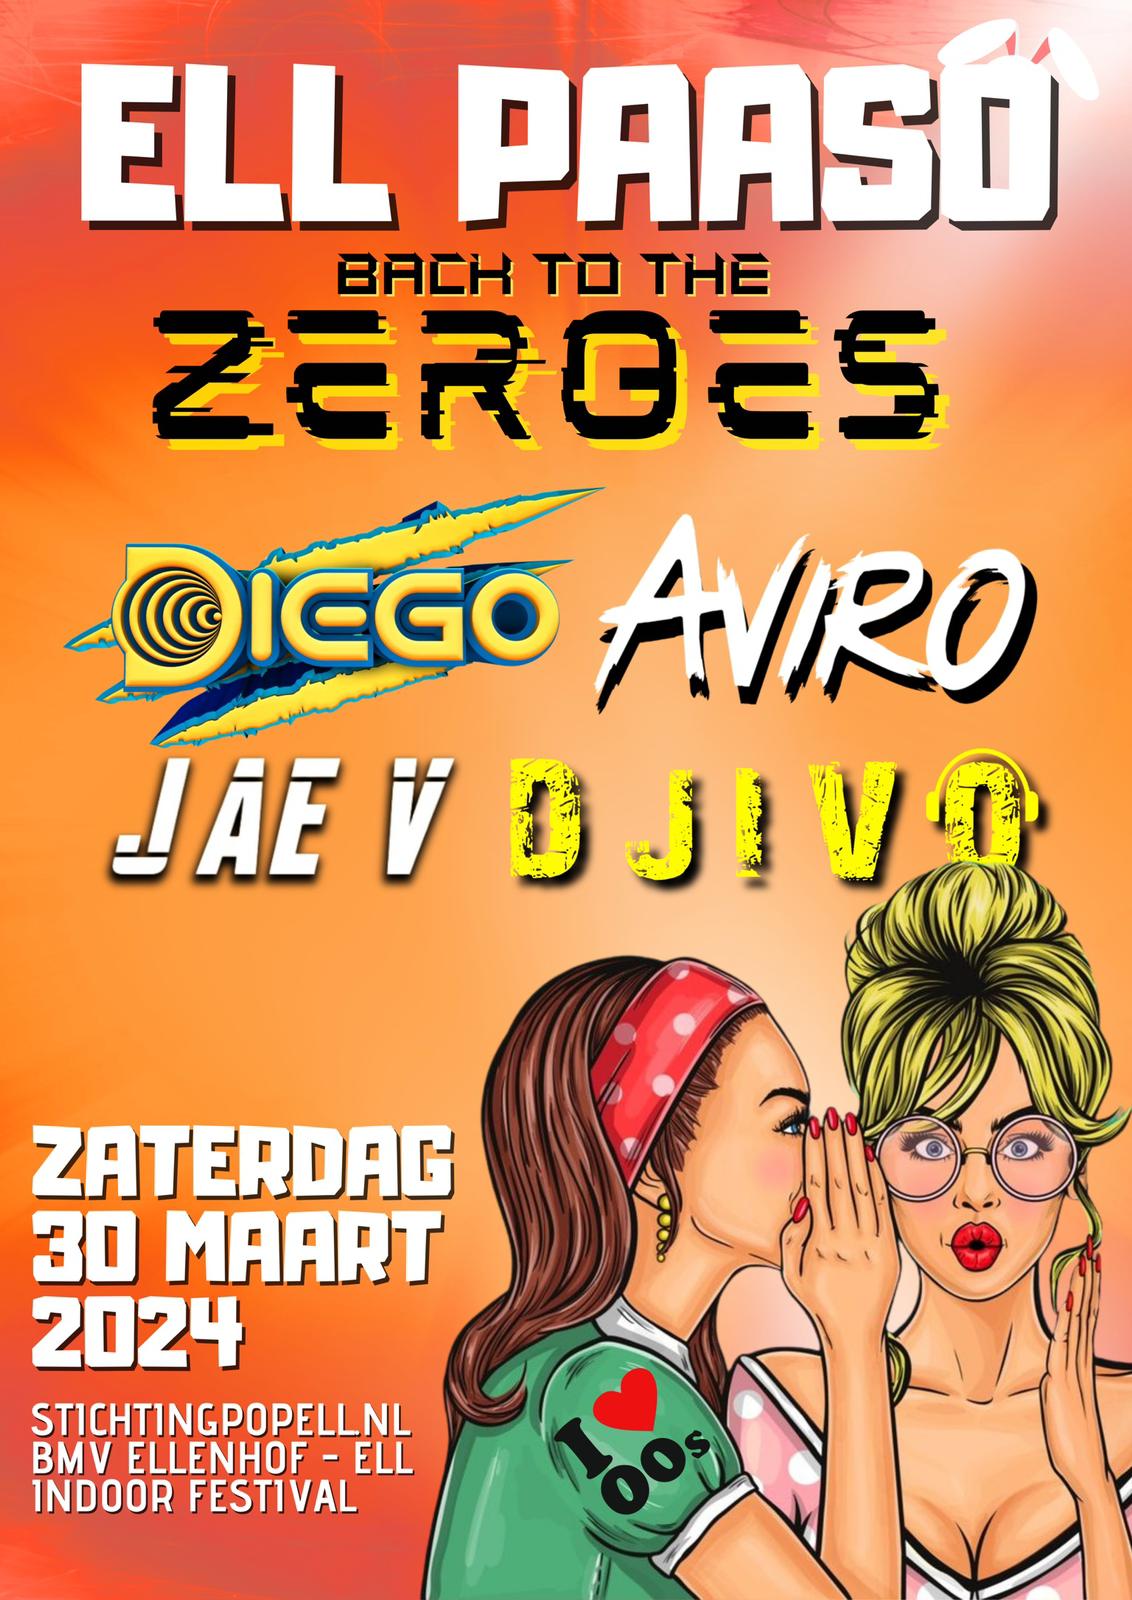 ELL PAASO
BACK TO THE
ZEROES
DIEGO AVIRO
JAE V DJIVO
ZATERDAG
30 MAART
2024
STICHTINGPOPELL.NL
BMV ELLENHOF - ELL
INDOOR FESTIVAL
I ❤
00s